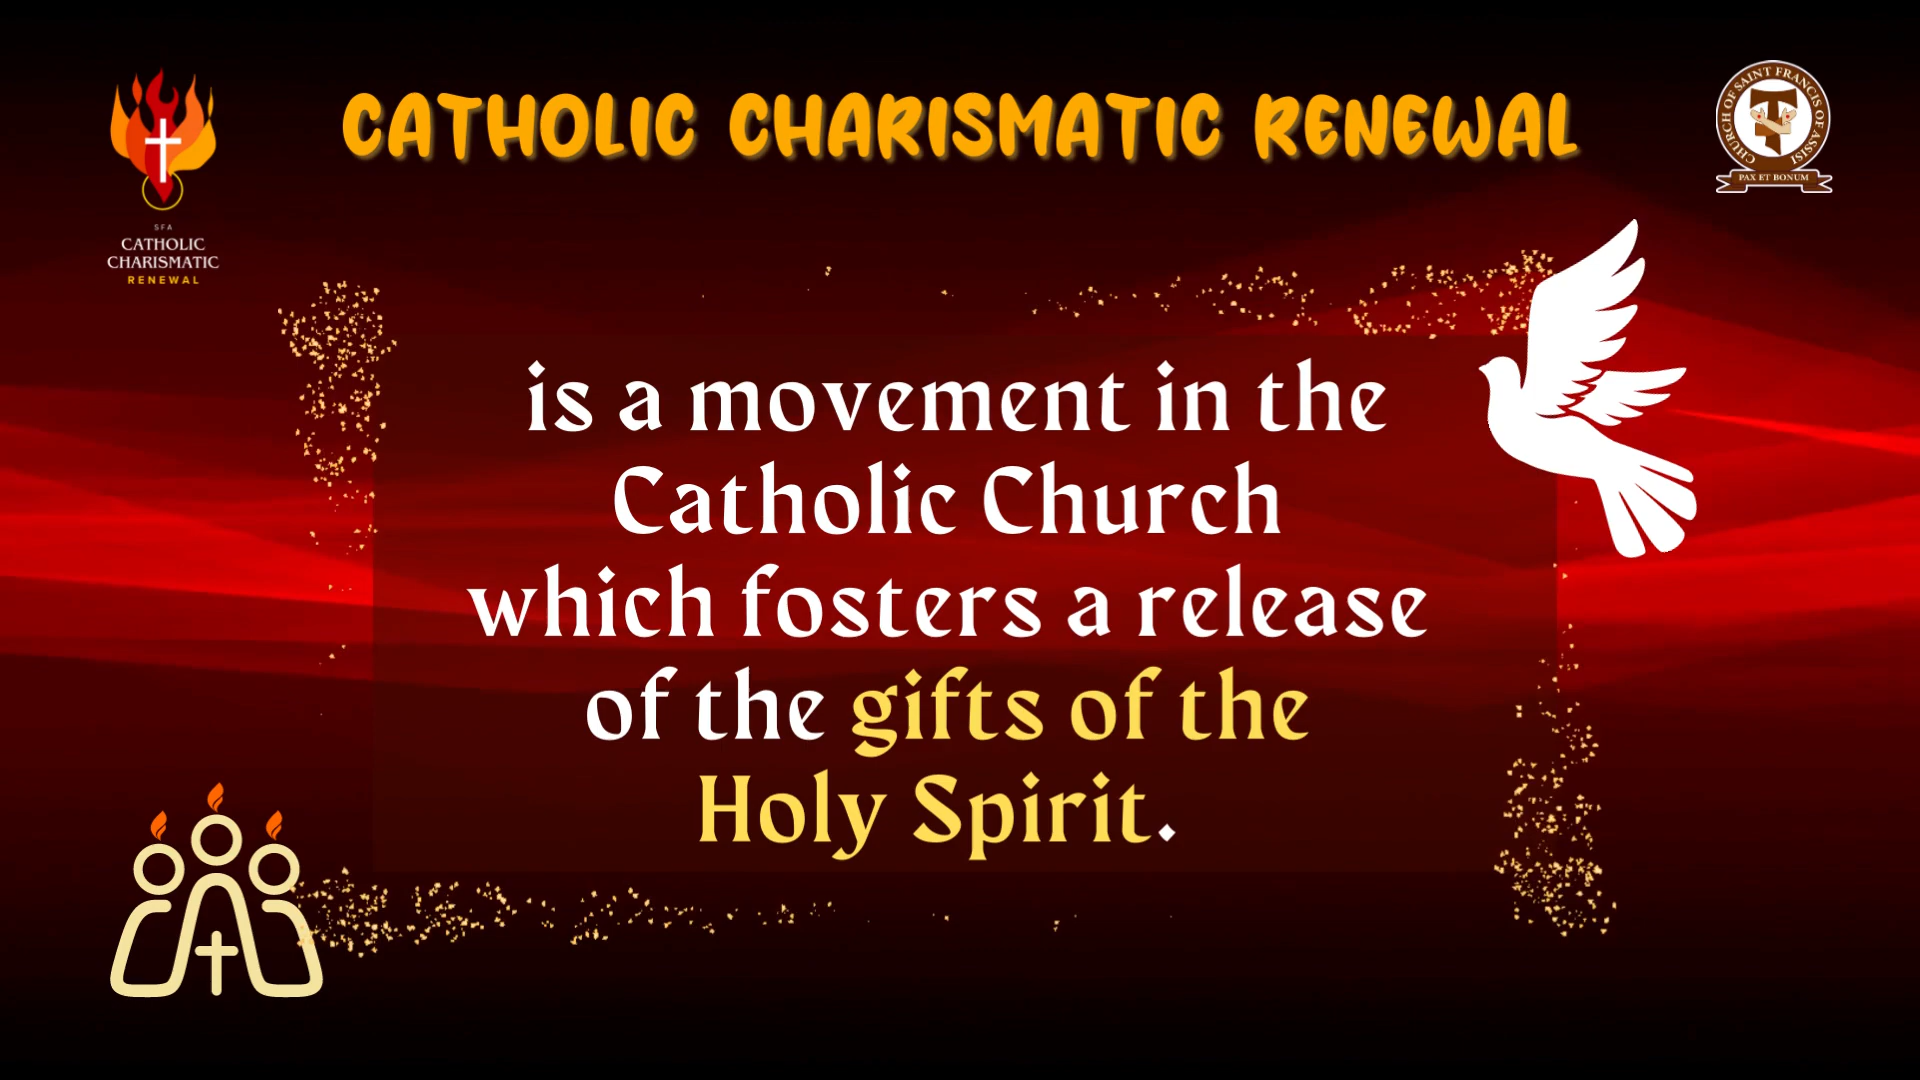 CATHOLIC CHARISMATIC RENEWAL
SFA
CATHOLIC
CHARISMATIC
RENEWAL
CHURCH OF SAINT FRANCIS OF ASSISI
PAX ET BONUM
is a movement in the
Catholic Church
which fosters a release
of the gifts of the
Holy Spirit.